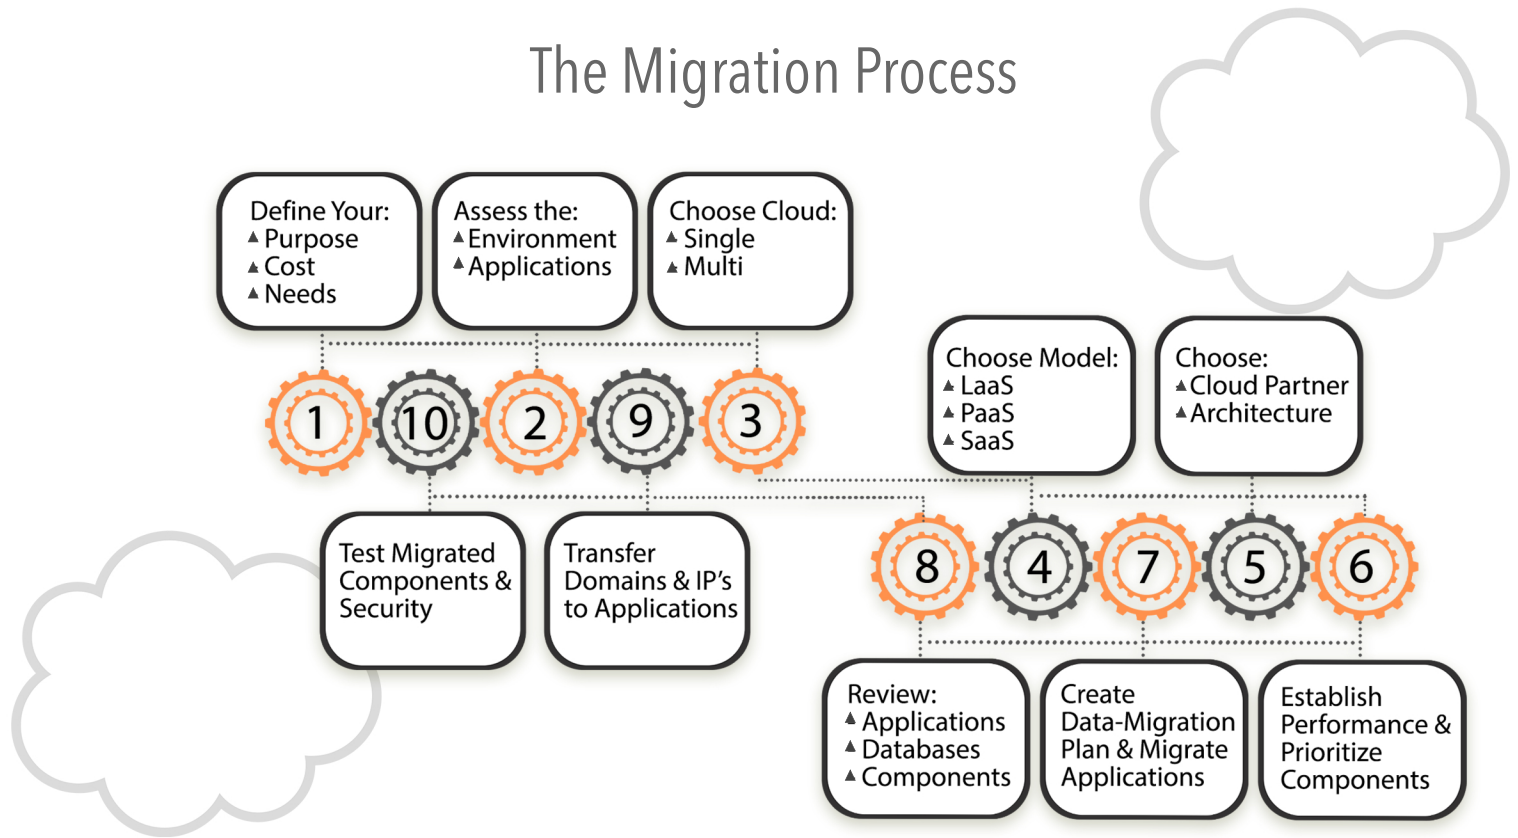 The Migration Process
Define Your:
Purpose
Cost
Needs
Assess the:
Environment
Applications
Choose Cloud:
Single
Multi
1
10
2
9
3
Choose Model:
LaaS
PaaS
SaaS
Choose:
Cloud Partner
Architecture
Test Migrated
Components &
Security
Transfer
Domains & IP's
to Applications
8
4
7
5
6
Review:
Applications
Databases
Components
Create
Data-Migration
Plan & Migrate
Applications
Establish
Performance &
Prioritize
Components